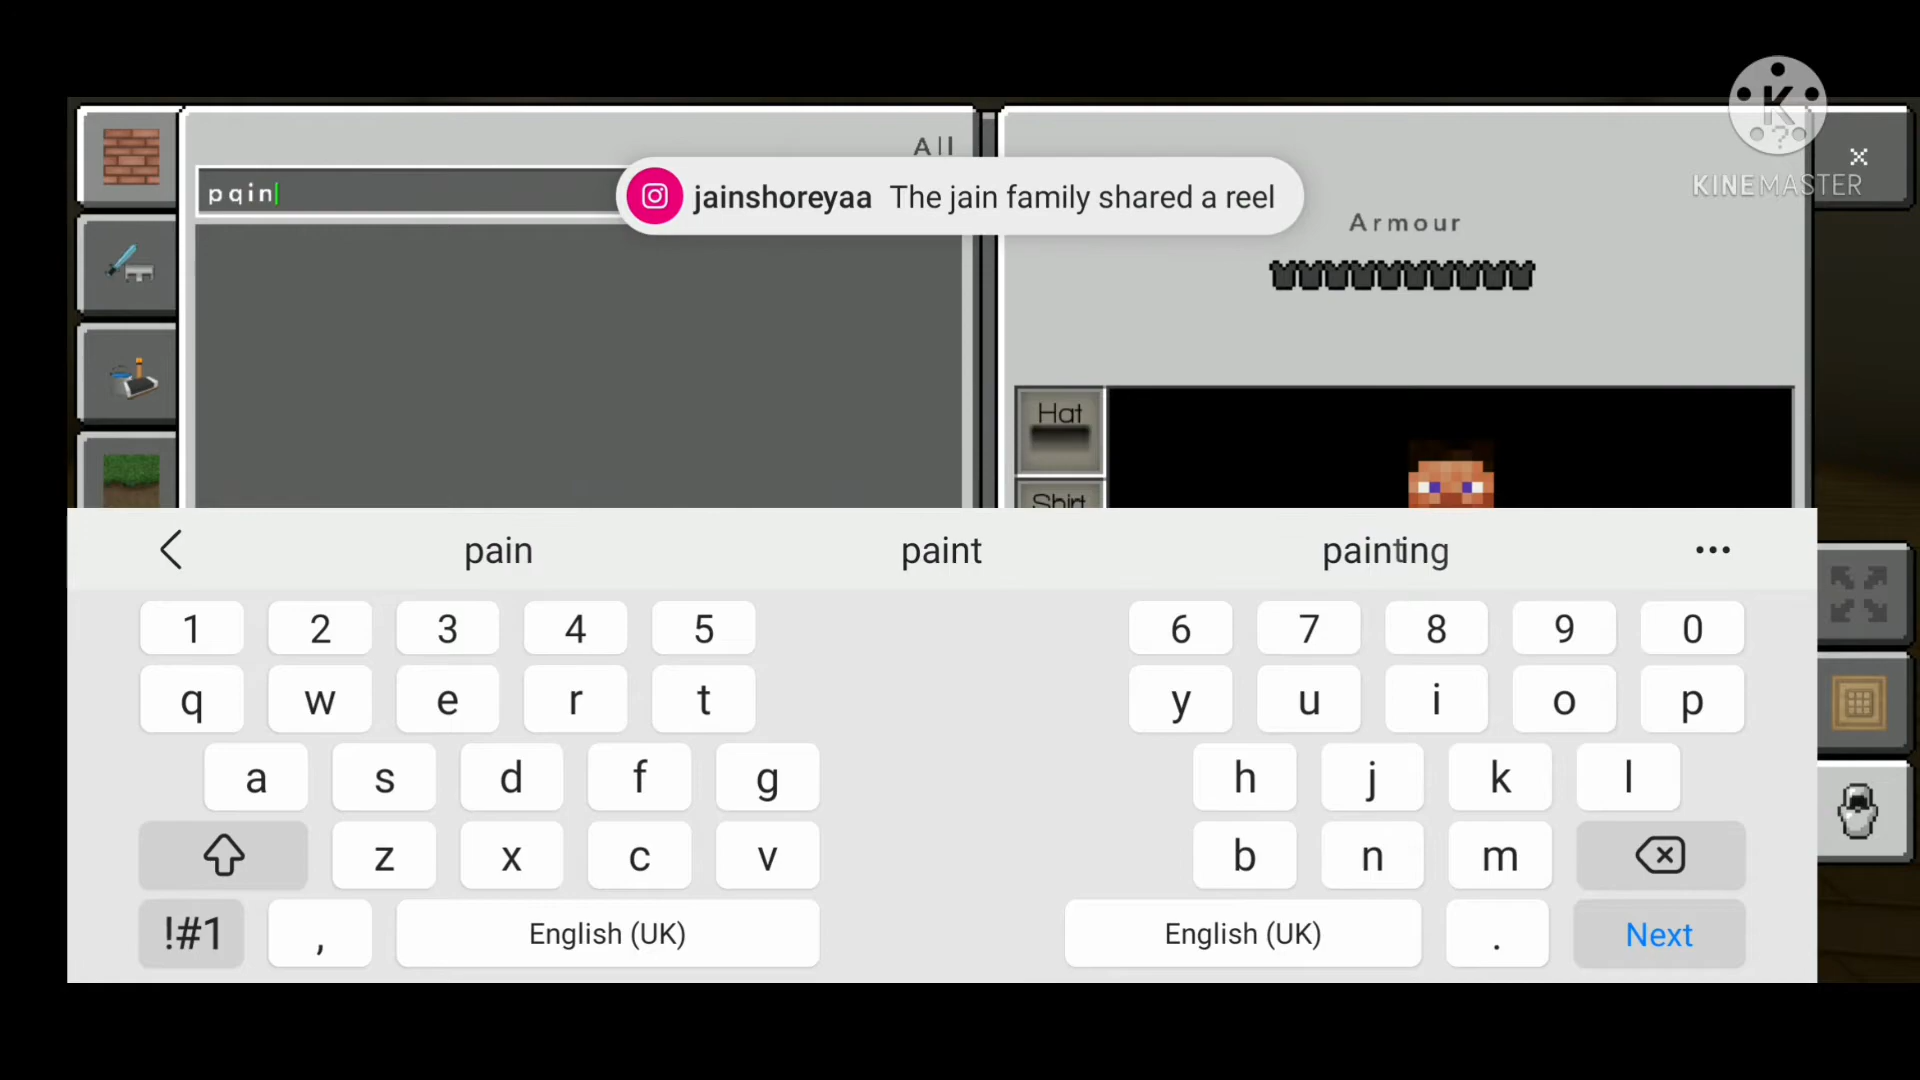 K
KINEMASTER
All
pqin
jainshoreyaa The jain family shared a reel
Armour
Hat
Shirt
pain paint painting
1 2 3 4 5 6 7 8 9 0
q w e r t y u i o p
a s d f g h j k l
z x c v b n m
!#1 , English (UK) English (UK) . Next